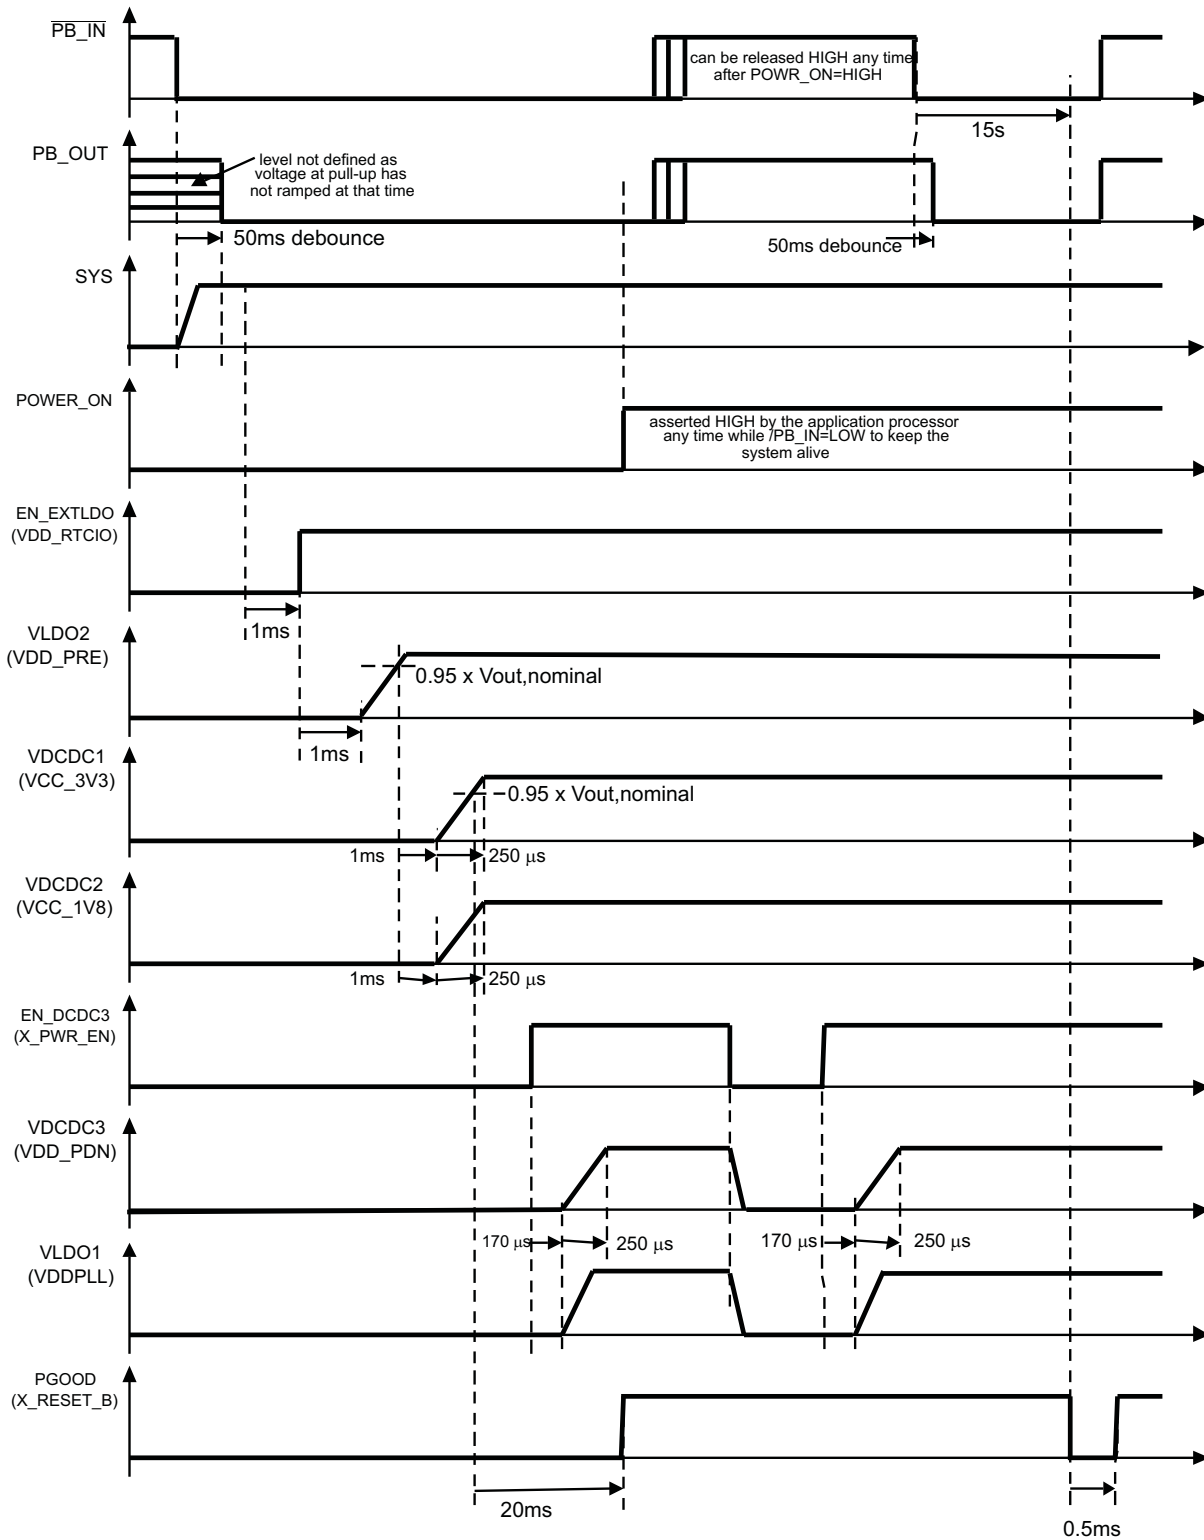 PB_IN
can be released HIGH any time
after POWR_ON=HIGH
15s
PB_OUT
level not defined as
voltage at pull-up has
not ramped at that time
50ms debounce
50ms debounce
SYS
POWER_ON
asserted HIGH by the application processor
any time while /PB_IN=LOW to keep the
system alive
EN_EXTLDO
(VDD_RTCIO)
1ms
VLDO2
(VDD_PRE)
0.95 x Vout,nominal
1ms
VDCDC1
(VCC_3V3)
0.95 x Vout,nominal
1ms
250 μs
VDCDC2
(VCC_1V8)
1ms
250 μs
EN_DCDC3
(X_PWR_EN)
VDCDC3
(VDD_PDN)
170 μs
250 μs
170 μs
250 μs
VLDO1
(VDDPLL)
PGOOD
(X_RESET_B)
20ms
0.5ms